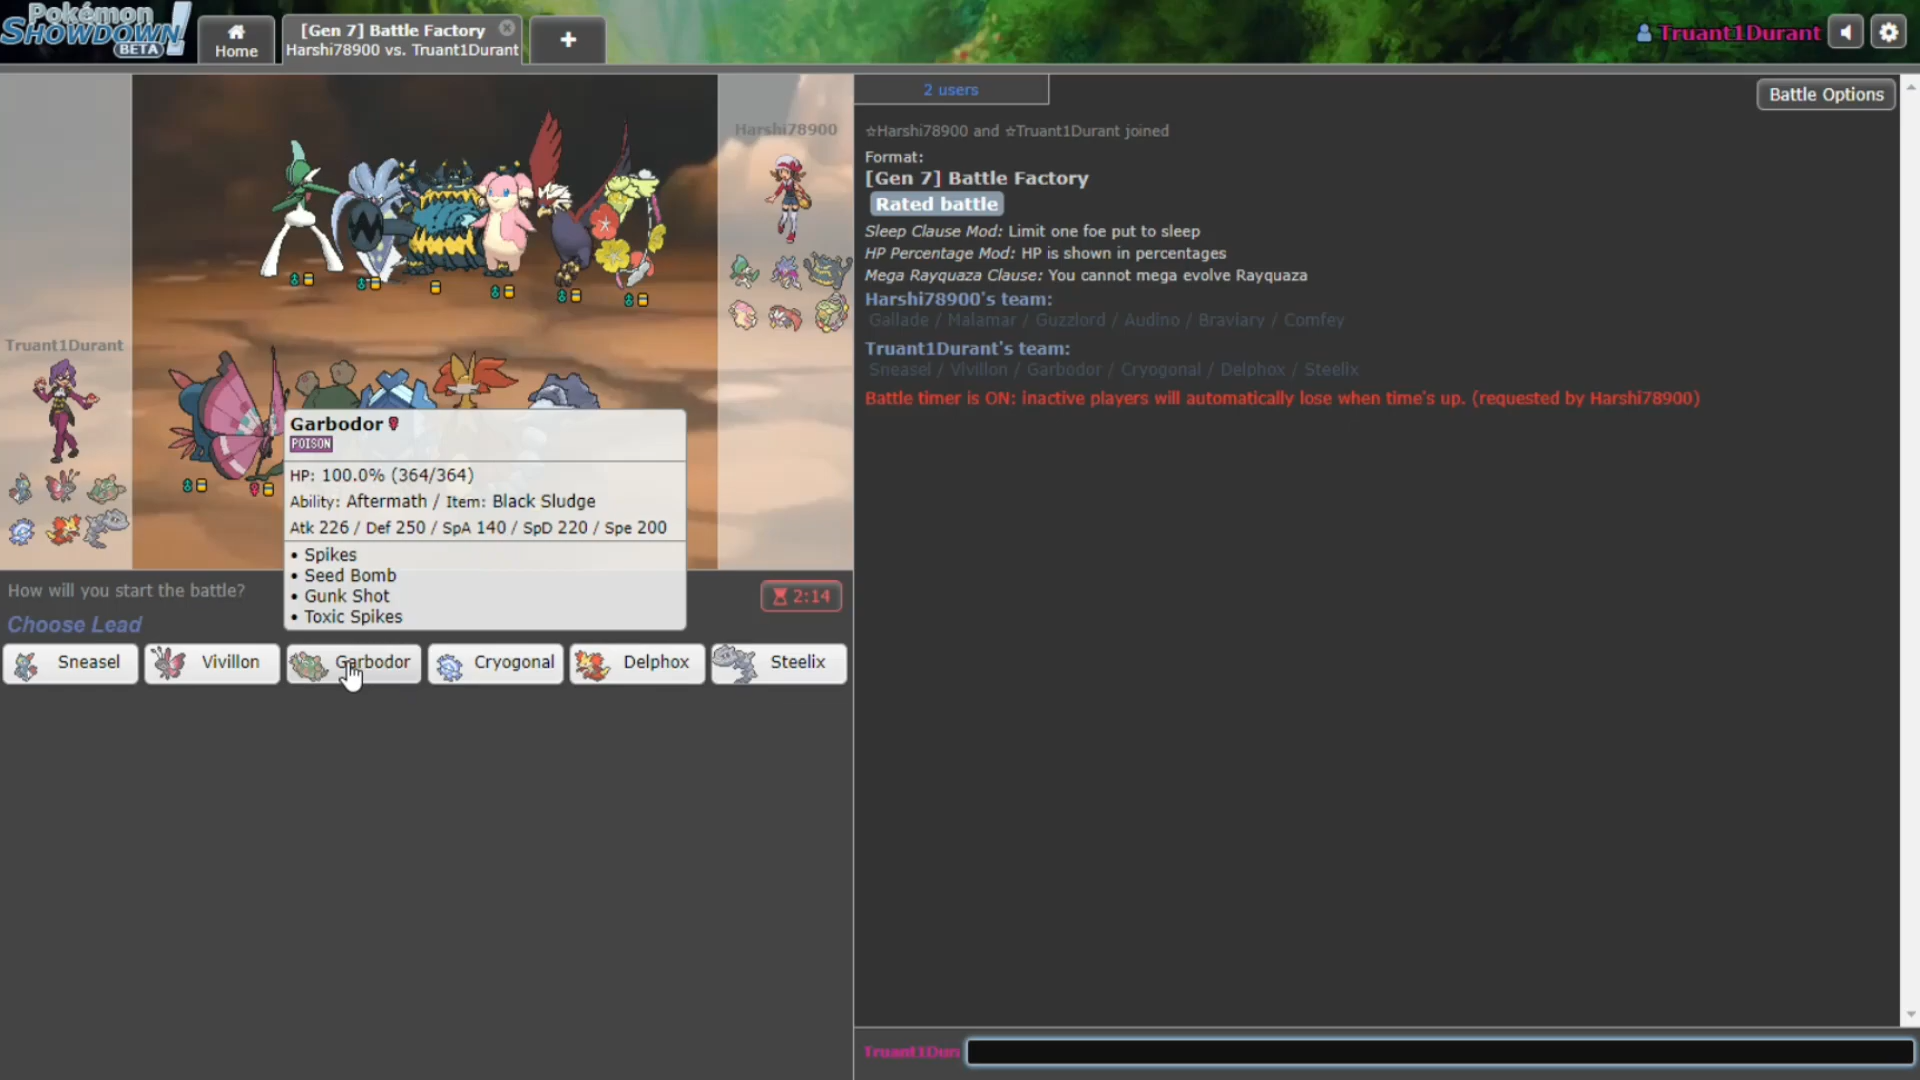 Pokémon
SHOWDOWN!
BETA
Home
[Gen 7] Battle Factory
Harshi78900 vs. Truant1Durant
+
Truant1Durant
2 users
Battle Options
Harshi78900
☆Harshi78900 and ☆Truant1Durant joined
Format:
[Gen 7] Battle Factory
Rated battle
Sleep Clause Mod: Limit one foe put to sleep
HP Percentage Mod: HP is shown in percentages
Mega Rayquaza Clause: You cannot mega evolve Rayquaza
Harshi78900's team:
Gallade / Malamar / Guzzlord / Audino / Braviary / Comfey
Truant1Durant's team:
Sneasel / Vivillon / Garbodor / Cryogonal / Delphox / Steelix
Battle timer is ON: inactive players will automatically lose when time's up. (requested by Harshi78900)
Truant1Durant
Garbodor
POISON
HP: 100.0% (364/364)
Ability: Aftermath / Item: Black Sludge
Atk 226 / Def 250 / SpA 140 / SpD 220 / Spe 200
• Spikes
• Seed Bomb
• Gunk Shot
• Toxic Spikes
How will you start the battle?
2:14
Choose Lead
Sneasel
Vivillon
Garbodor
Cryogonal
Delphox
Steelix
Truant1Dur